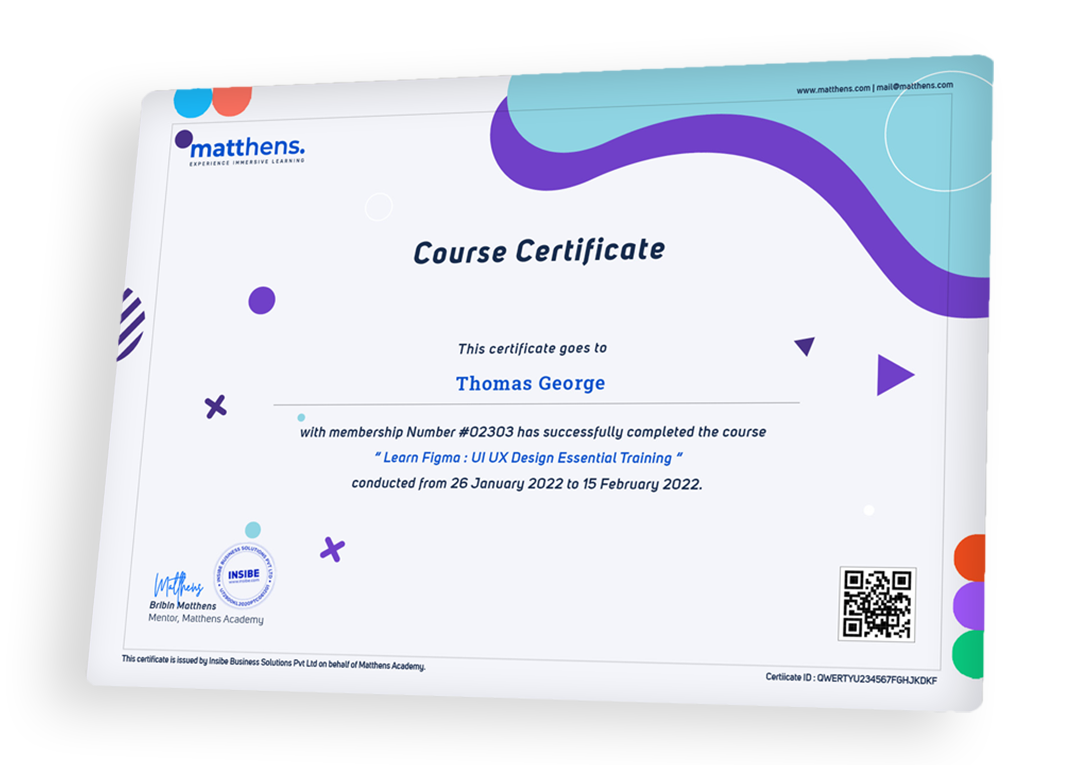 www.matthens.com | mail@matthens.com
matthens.
EXPERIENCE IMMERSIVE LEARNING
Course Certificate
This certificate goes to
Thomas George
with membership Number #02303 has successfully completed the course
“ Learn Figma : UI UX Design Essential Training “
conducted from 26 January 2022 to 15 February 2022.
Matthens
INSIBE BUSINESS SOLUTIONS PVT LTD
INSIBE
www.insibe.com
Bribin Matthens
Mentor, Matthens Academy
This certificate is issued by Insibe Business Solutions Pvt Ltd on behalf of Matthens Academy.
Certiicate ID : QWERTYU234567FGHJKDKF